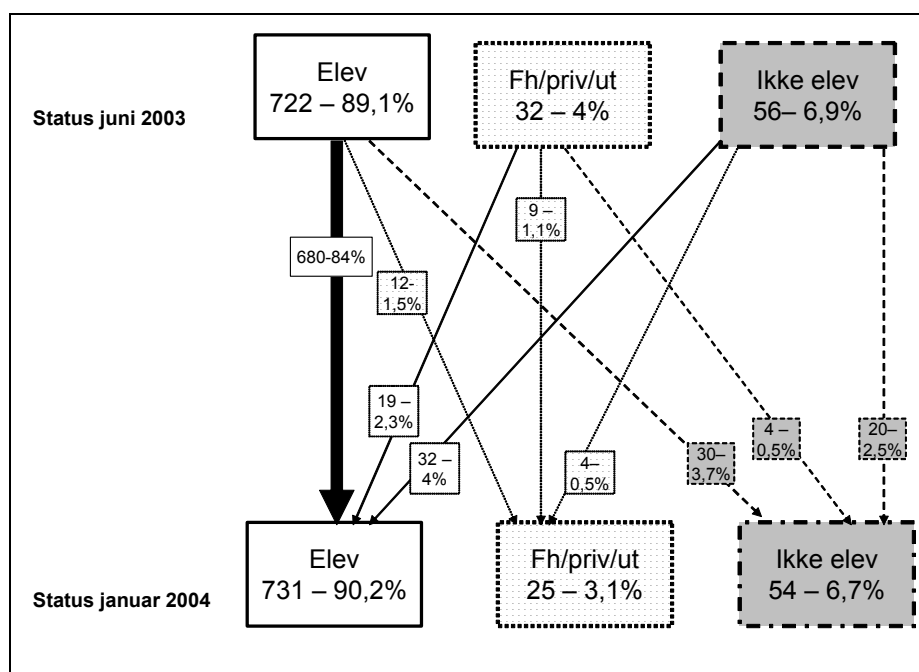 Elev
722 – 89,1%
Fh/priv/ut
32 – 4%
Ikke elev
56– 6,9%
Status juni 2003
9 –
1,1%
680-84%
12-
1,5%
19 –
2,3%
32 –
4%
4–
0,5%
30–
3,7%
4 –
0,5%
20–
2,5%
Elev
731 – 90,2%
Fh/priv/ut
25 – 3,1%
Ikke elev
54 – 6,7%
Status januar 2004